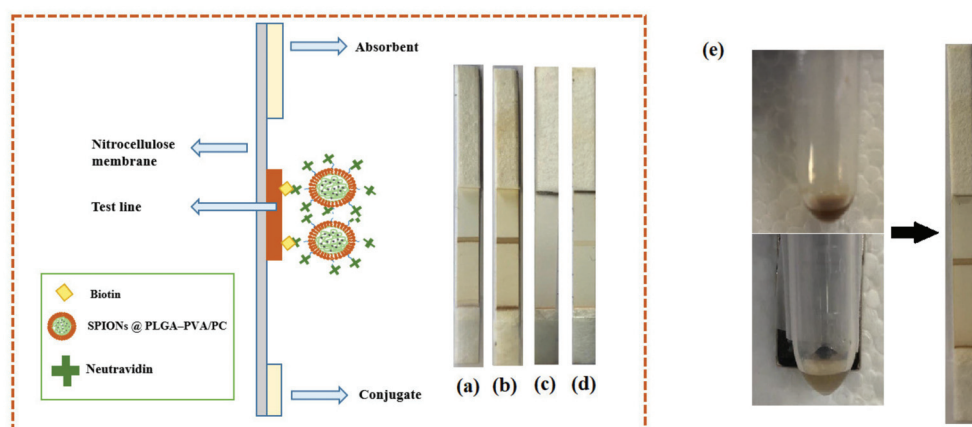 Absorbent
(e)
Nitrocellulose
membrane
Test line
Biotin
SPIONs @ PLGA–PVA/PC
Neutravidin
Conjugate
(a) (b) (c) (d)